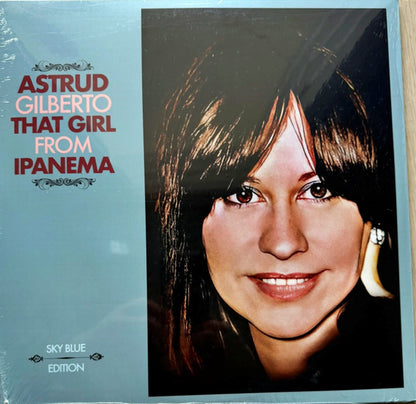 ASTRUD
GILBERTO
THAT GIRL
FROM
IPANEMA
SKY BLUE
EDITION